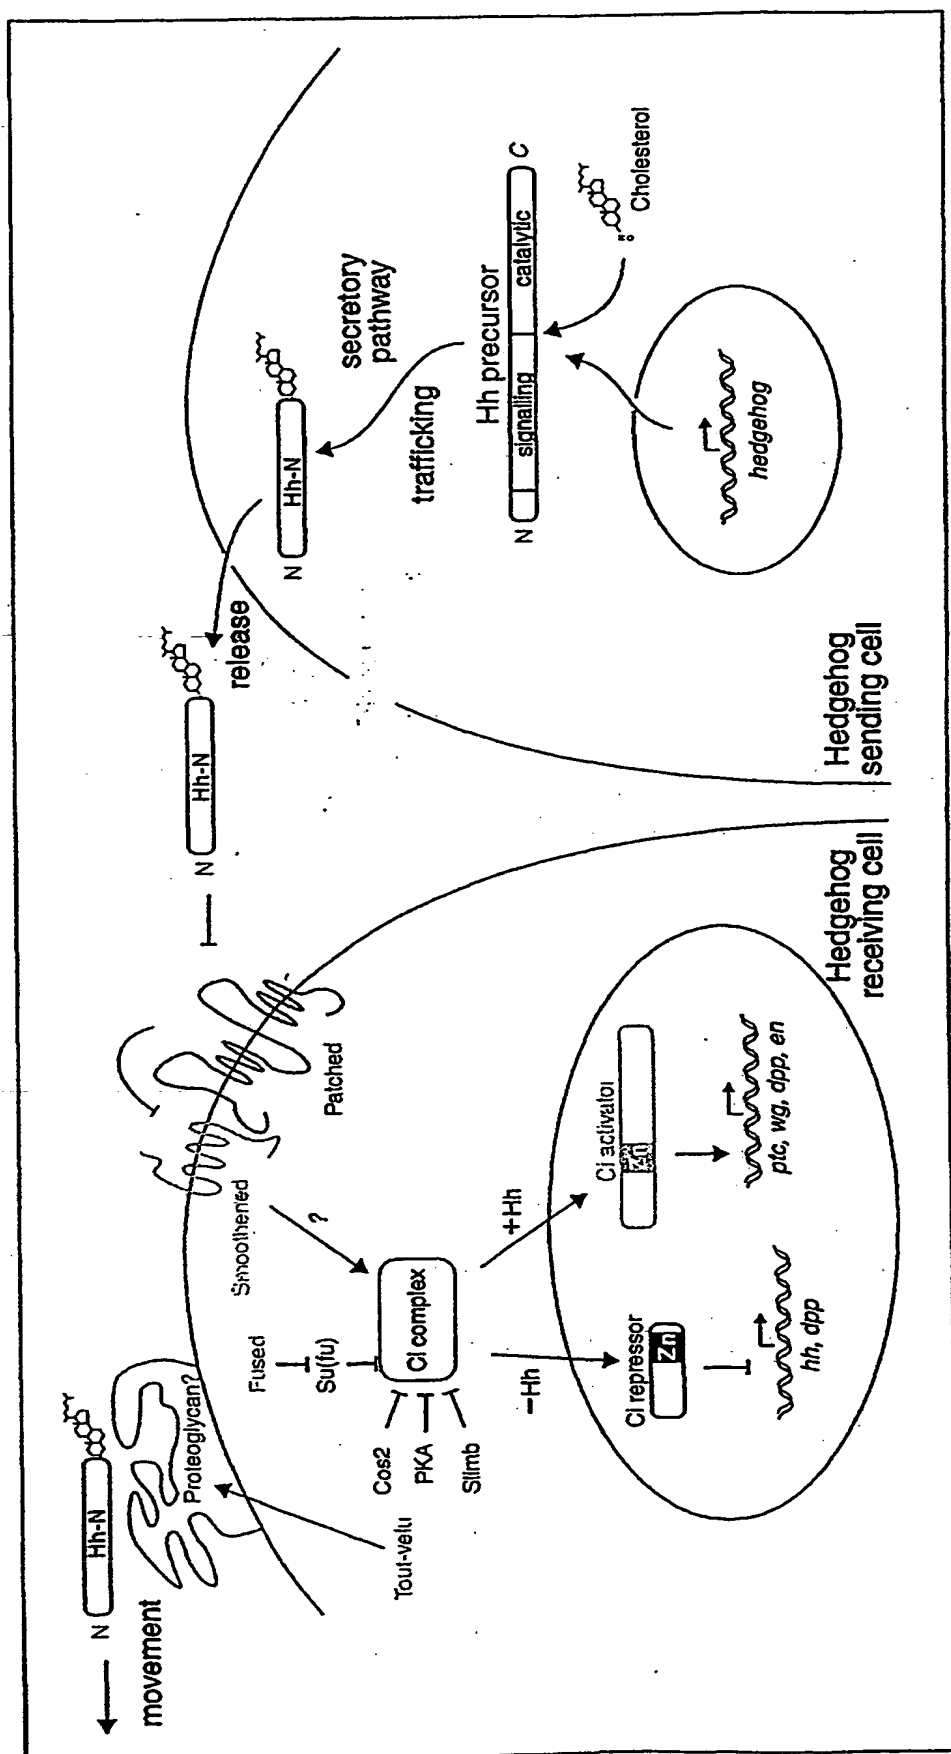 movement
N
Hh-N
Proteoglycan?
Tout-velu
Fused
Su(fu)
Cos2
PKA
Slimb
Ci complex
Smoothened
?
Patched
N
Hh-N
release
−Hh
+Hh
Ci repressor
Zn
hh, dpp
Ci activator
Zn
ptc, wg, dpp, en
Hedgehog
receiving cell
Hedgehog
sending cell
N
Hh-N
secretory
pathway
trafficking
Hh precursor
N
signalling
catalytic
C
Cholesterol
hedgehog